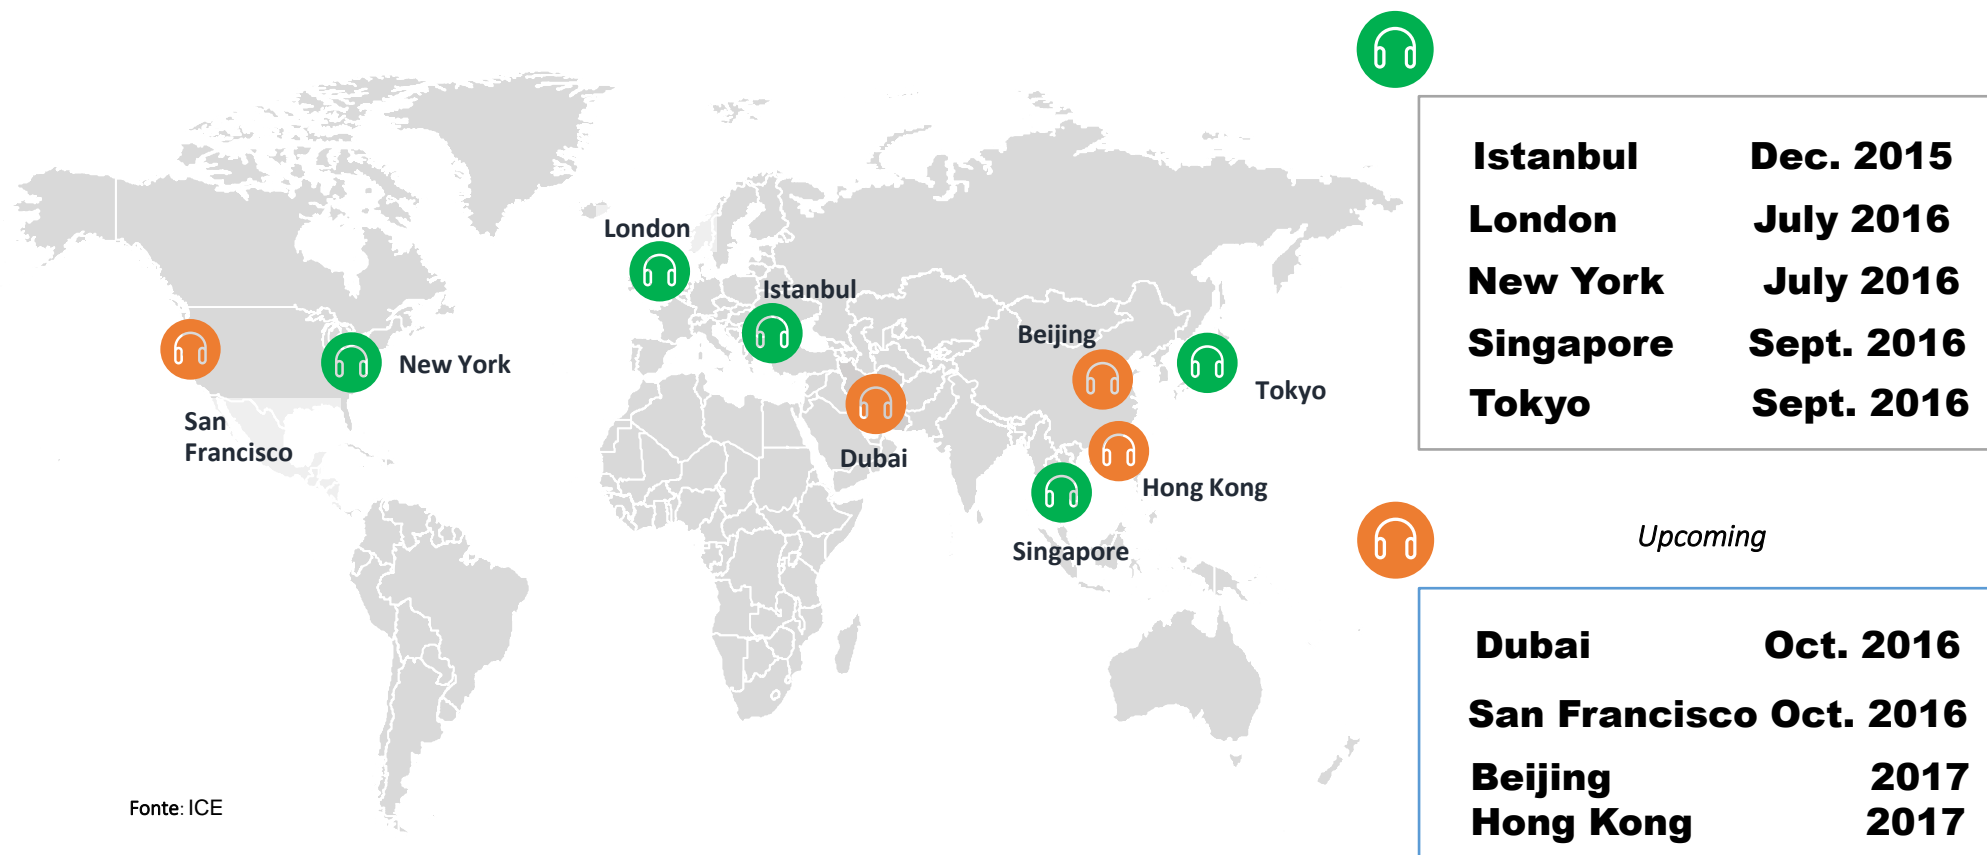 London
Istanbul
Beijing
New York
Tokyo
San
Francisco
Dubai
Hong Kong
Singapore
Fonte: ICE
Istanbul Dec. 2015
London July 2016
New York July 2016
Singapore Sept. 2016
Tokyo Sept. 2016
Upcoming
Dubai Oct. 2016
San Francisco Oct. 2016
Beijing 2017
Hong Kong 2017